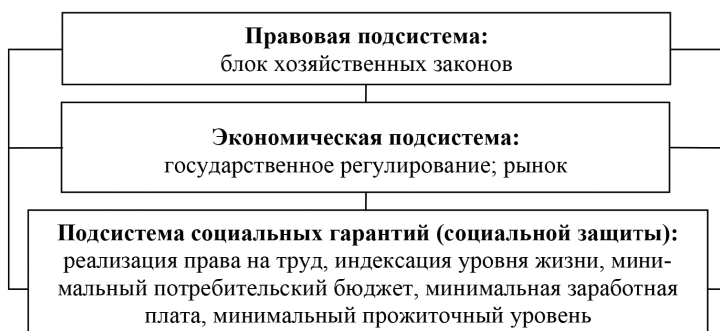 Правовая подсистема:
блок хозяйственных законов
Экономическая подсистема:
государственное регулирование; рынок
Подсистема социальных гарантий (социальной защиты):
реализация права на труд, индексация уровня жизни, мини-
мальный потребительский бюджет, минимальная заработная
плата, минимальный прожиточный уровень